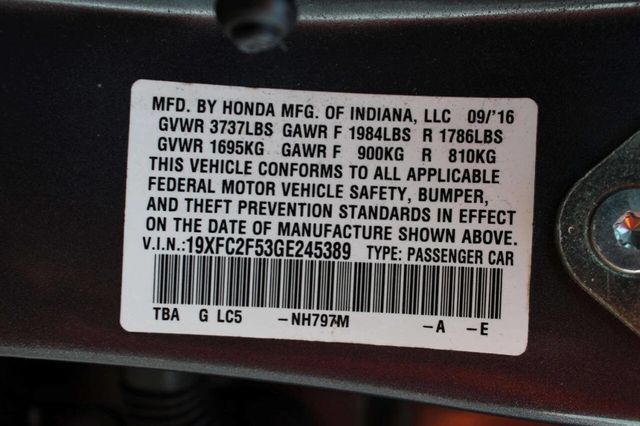 MFD. BY HONDA MFG. OF INDIANA, LLC 09/'16
GVWR 3737LBS GAWR F 1984LBS R 1786LBS
GVWR 1695KG GAWR F 900KG R 810KG
THIS VEHICLE CONFORMS TO ALL APPLICABLE
FEDERAL MOTOR VEHICLE SAFETY, BUMPER,
AND THEFT PREVENTION STANDARDS IN EFFECT
ON THE DATE OF MANUFACTURE SHOWN ABOVE.
V.I.N.:19XFC2F53GE245389 TYPE: PASSENGER CAR
TBA G LC5 -NH797M -A -E